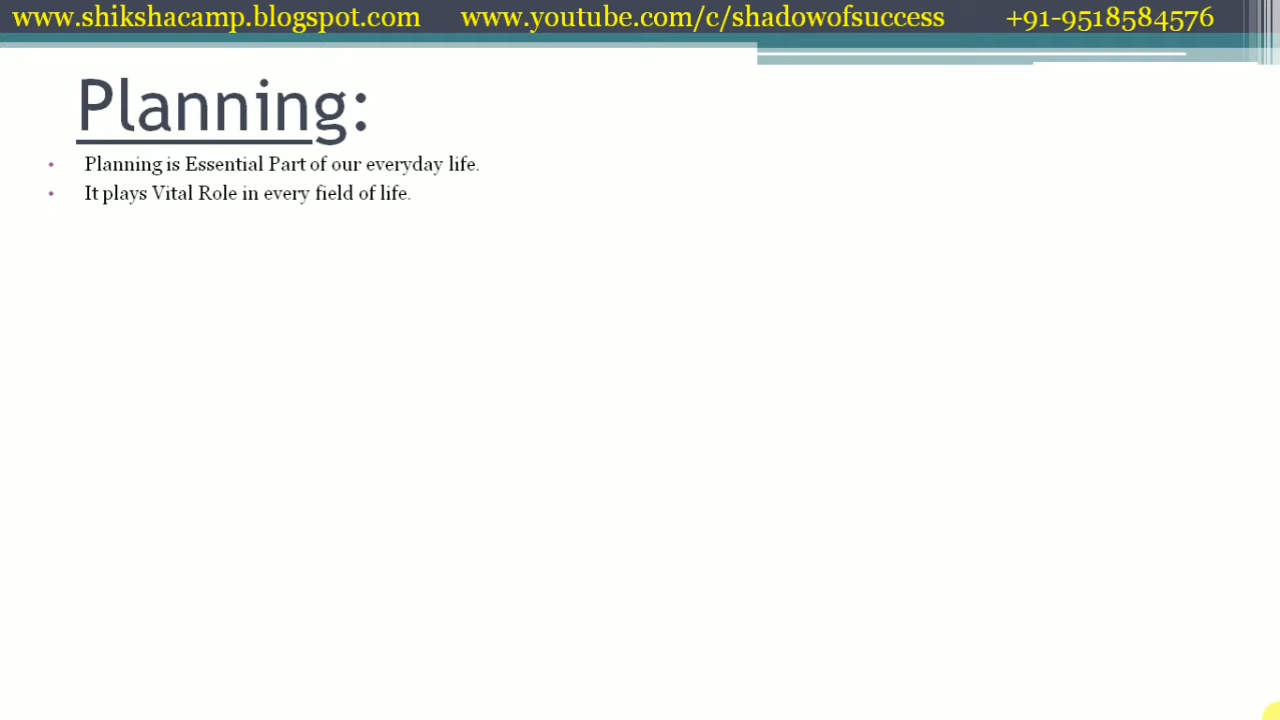 www.shikshacamp.blogspot.com www.youtube.com/c/shadowofsuccess +91-9518584576
Planning:
• Planning is Essential Part of our everyday life.
• It plays Vital Role in every field of life.